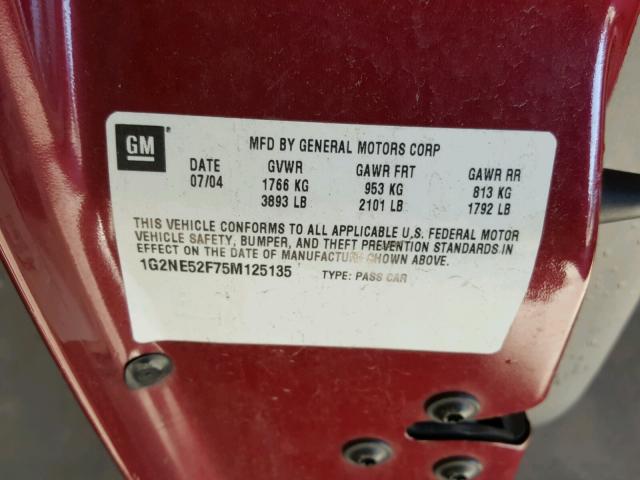 GM ®
MFD BY GENERAL MOTORS CORP
DATE GVWR GAWR FRT GAWR RR
07/04 1766 KG 953 KG 813 KG
3893 LB 2101 LB 1792 LB
THIS VEHICLE CONFORMS TO ALL APPLICABLE U.S. FEDERAL MOTOR
VEHICLE SAFETY, BUMPER, AND THEFT PREVENTION STANDARDS IN
EFFECT ON THE DATE OF MANUFACTURE SHOWN ABOVE.
1G2NE52F75M125135 TYPE: PASS CAR